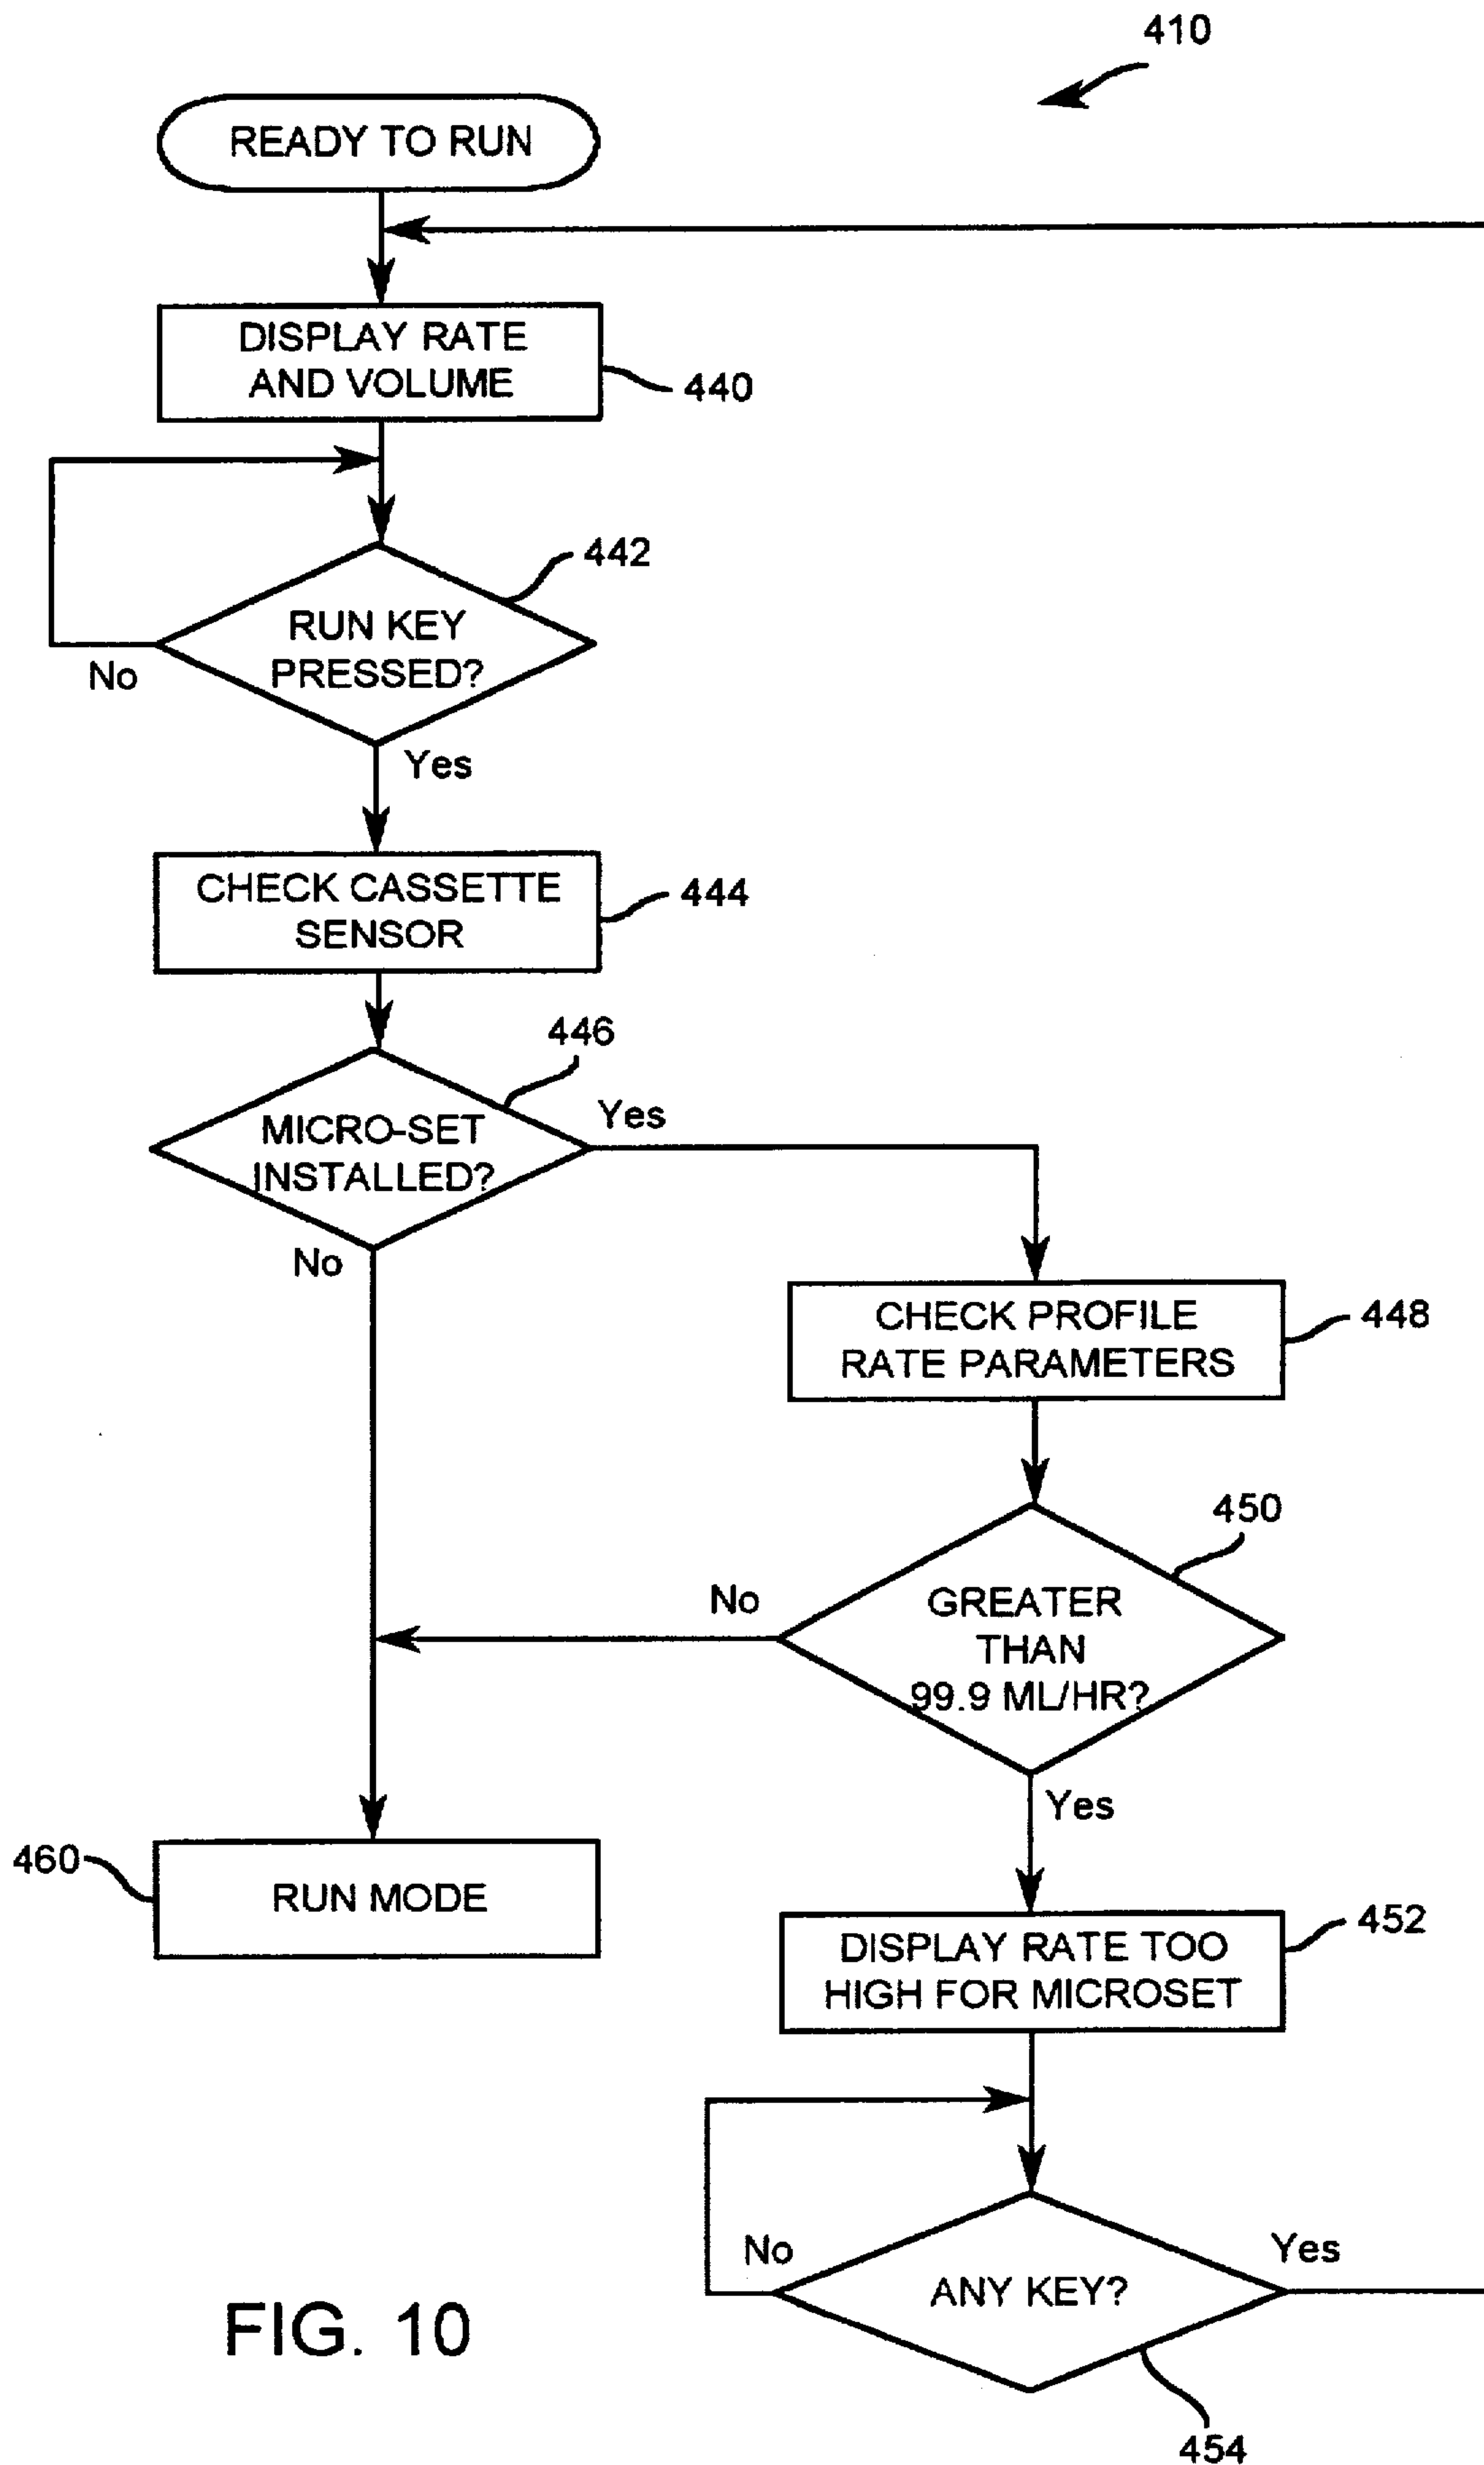 410
READY TO RUN
DISPLAY RATE
AND VOLUME
440
442
RUN KEY
PRESSED?
No
Yes
CHECK CASSETTE
SENSOR
444
446
MICRO-SET
INSTALLED?
Yes
No
CHECK PROFILE
RATE PARAMETERS
448
450
GREATER
THAN
99.9 ML/HR?
No
Yes
460
RUN MODE
DISPLAY RATE TOO
HIGH FOR MICROSET
452
No
Yes
ANY KEY?
454
FIG. 10